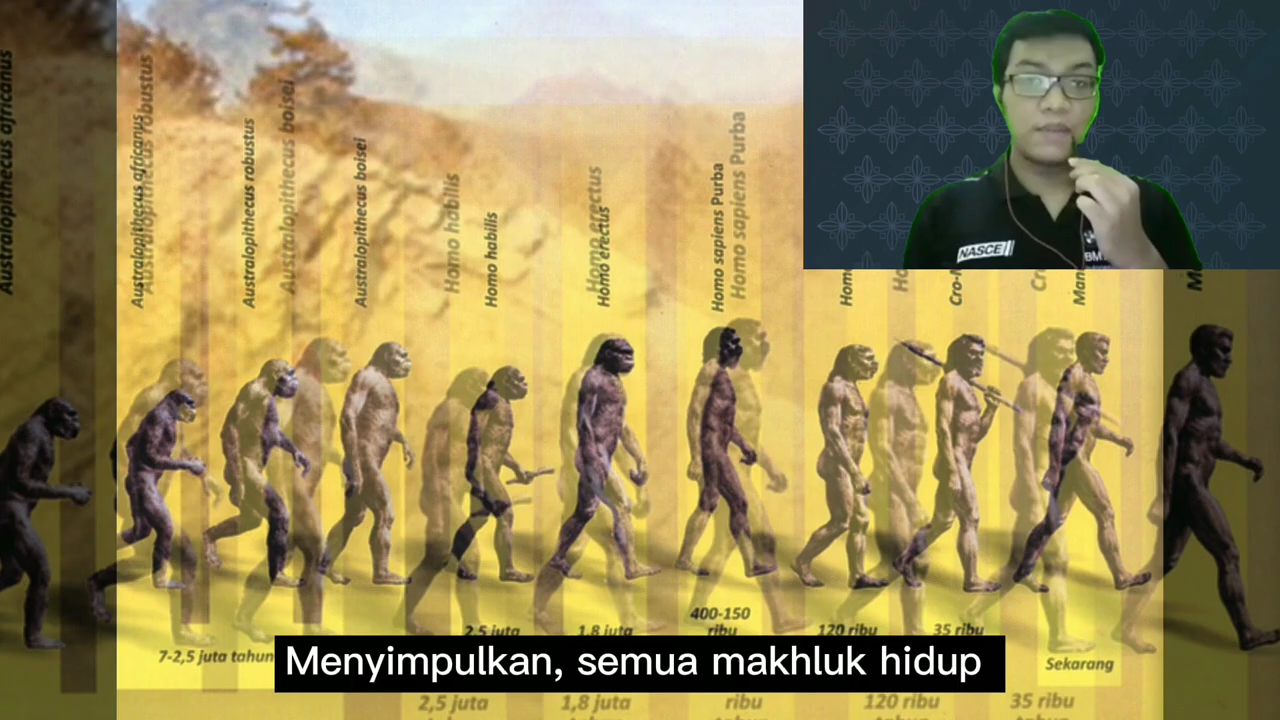 Australopithecus africanus
Australopithecus africanus
Australopithecus robustus
Australopithecus robustus
Australopithecus boisei
Australopithecus boisei
Homo habilis
Homo habilis
Homo erectus
Homo erectus
Homo sapiens Purba
Homo sapiens Purba
NASCE
BM
7-2,5 juta tahun
2,5 juta
1,8 juta
400-150
ribu
120 ribu
35 ribu
Sekarang
Menyimpulkan, semua makhluk hidup
2,5 juta
1,8 juta
ribu
120 ribu
35 ribu